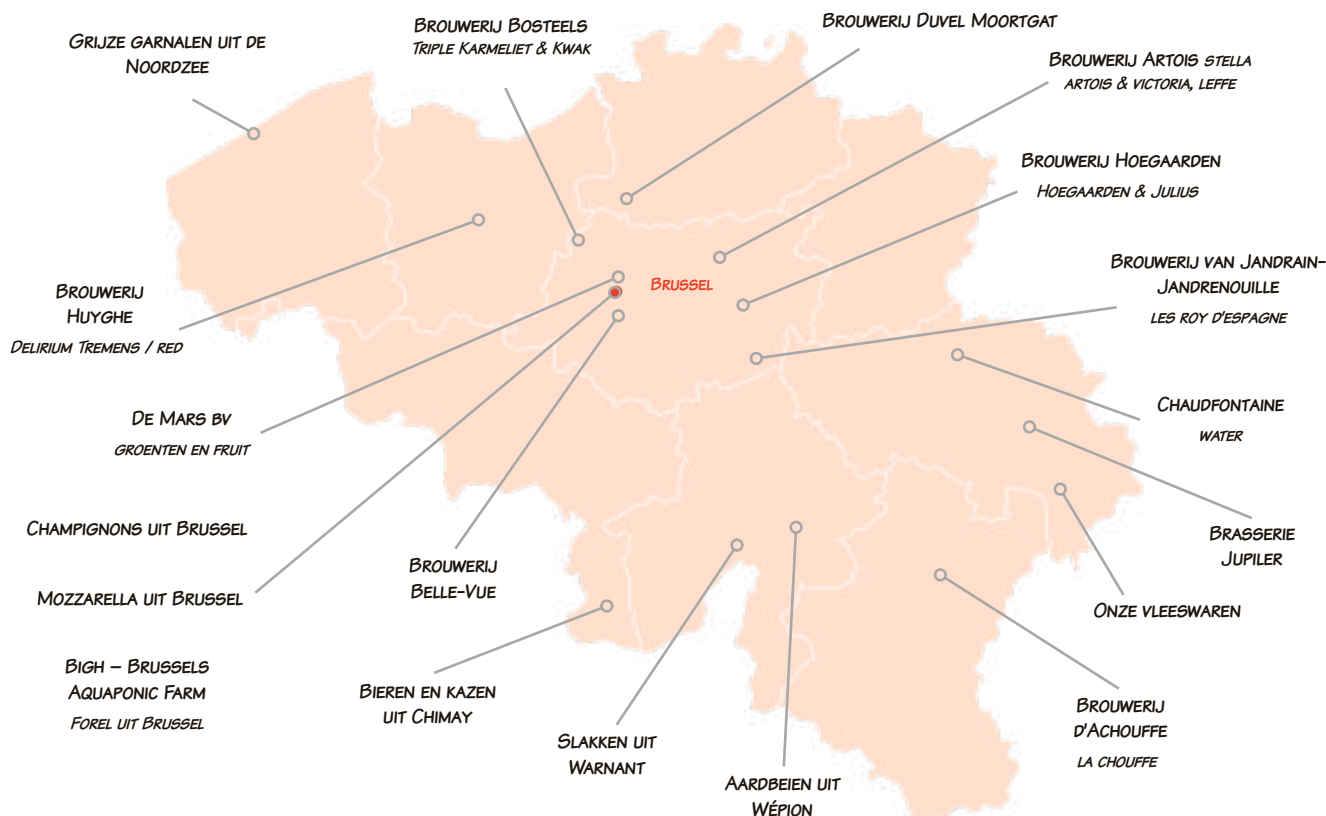 Grijze garnalen uit de
Noordzee
Brouwerij Bosteels
Triple Karmeliet & Kwak
Brouwerij Duvel Moortgat
Brouwerij Artois stella
artois & victoria, leffe
Brouwerij Hoegaarden
Hoegaarden & Julius
Brouwerij van Jandrain-
Jandrenouille
les roy d'espagne
Brussel
Brouwerij
Huyghe
Delirium Tremens / red
De Mars bv
groenten en fruit
Chaudfontaine
water
Champignons uit Brussel
Mozzarella uit Brussel
Bigh – Brussels
Aquaponic Farm
Forel uit Brussel
Brouwerij
Belle-Vue
Brasserie
Jupiler
Onze vleeswaren
Bieren en kazen
uit Chimay
Slakken uit
Warnant
Aardbeien uit
Wépion
Brouwerij
d'Achouffe
la chouffe